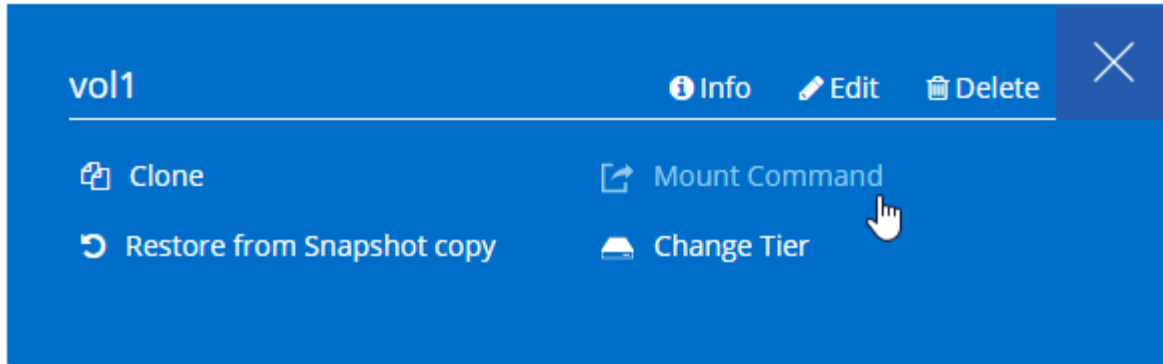 vol1 Info Edit Delete
Clone Mount Command
Restore from Snapshot copy Change Tier